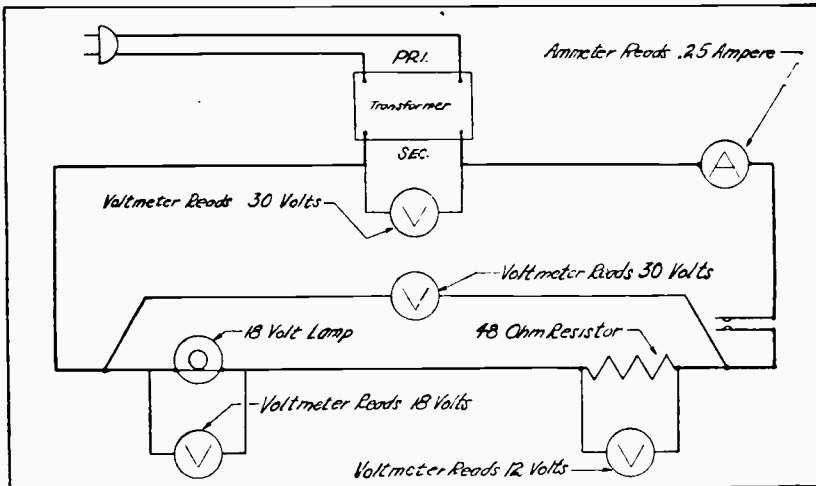 PRI.
Ammeter Reads .25 Ampere
Transformer
SEC.
Voltmeter Reads 30 Volts
V
A
Voltmeter Reads 30 Volts
V
18 Volt Lamp
48 Ohm Resistor
Voltmeter Reads 18 Volts
V
Voltmeter Reads 12 Volts
V